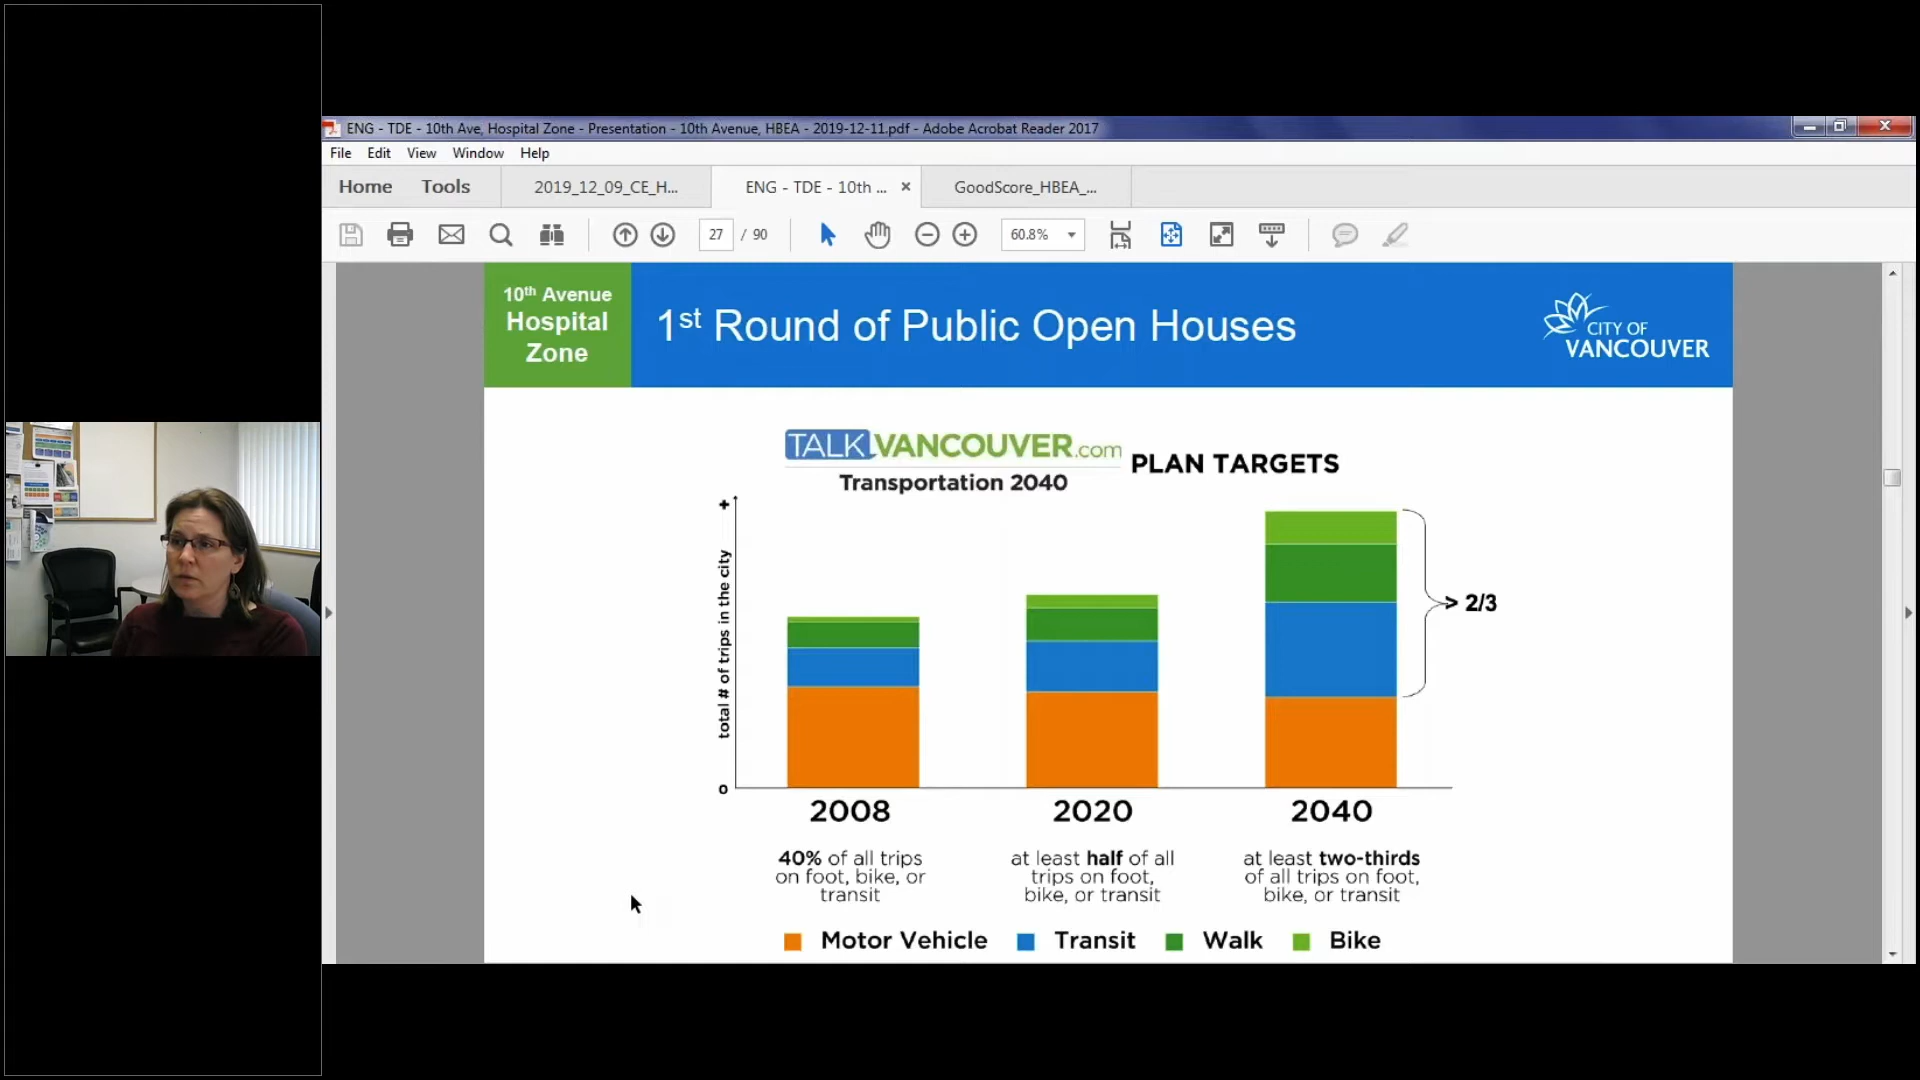 ENG - TDE - 10th Ave, Hospital Zone - Presentation - 10th Avenue, HBEA - 2019-12-11.pdf - Adobe Acrobat Reader 2017
File Edit View Window Help
Home Tools 2019_12_09_CE_H... ENG - TDE - 10th ... × GoodScore_HBEA_...
27 / 90 60.8%
10th Avenue
Hospital
Zone
1st Round of Public Open Houses
CITY OF
VANCOUVER
TALKVANCOUVER.com
Transportation 2040
PLAN TARGETS
+
total # of trips in the city
0
> 2/3
2008
2020
2040
40% of all trips
on foot, bike, or
transit
at least half of all
trips on foot,
bike, or transit
at least two-thirds
of all trips on foot,
bike, or transit
Motor Vehicle Transit Walk Bike